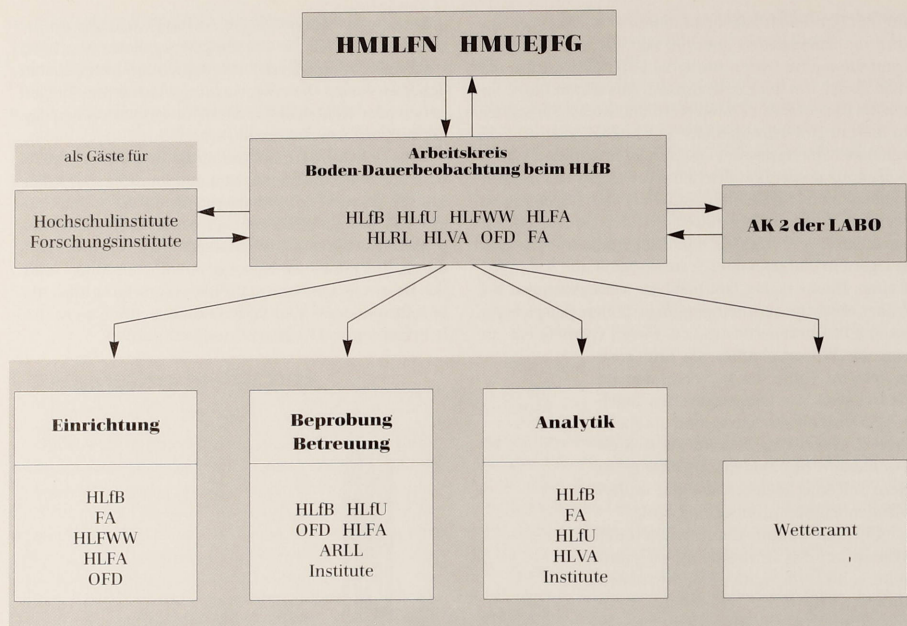 HMILFN HMUEJFG
als Gäste für
Hochschulinstitute
Forschungsinstitute
Arbeitskreis
Boden-Dauerbeobachtung beim HLfB
HLfB HLfU HLFWW HLFA
HLRL HLVA OFD FA
AK 2 der LABO
Einrichtung
HLfB
FA
HLFWW
HLFA
OFD
Beprobung
Betreuung
HLfB HLfU
OFD HLFA
ARLL
Institute
Analytik
HLfB
FA
HLfU
HLVA
Institute
Wetteramt